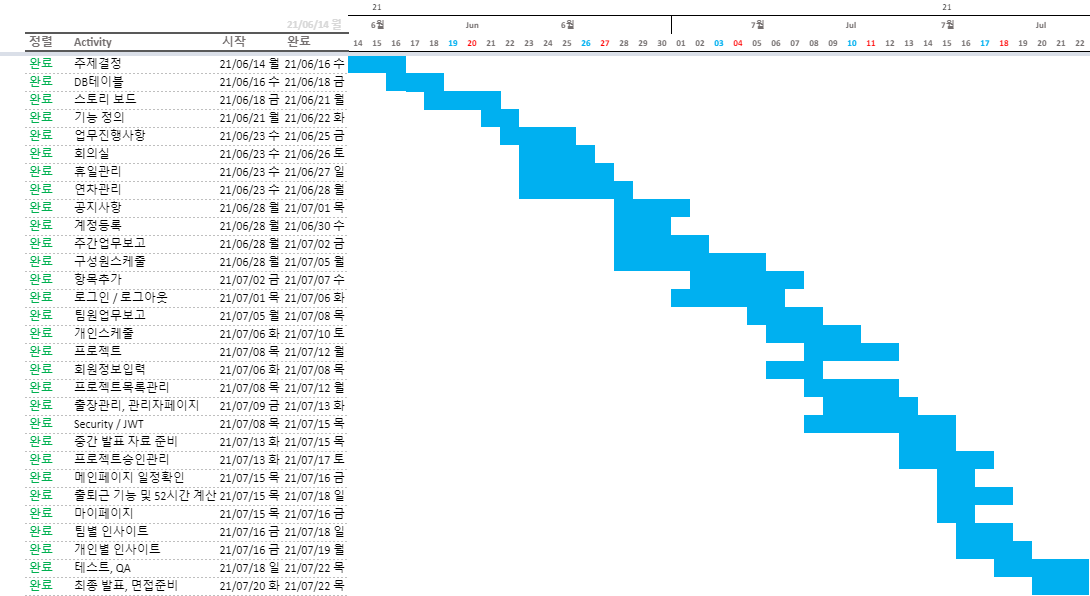 21 21
21/06/14 월 6월 Jun 6월 7월 Jul 7월 Jul
정렬 Activity 시작 완료 14 15 16 17 18 19 20 21 22 23 24 25 26 27 28 29 30 01 02 03 04 05 06 07 08 09 10 11 12 13 14 15 16 17 18 19 20 21 22
완료 주제결정 21/06/14 월 21/06/16 수
완료 DB테이블 21/06/16 수 21/06/18 금
완료 스토리 보드 21/06/18 금 21/06/21 월
완료 기능 정의 21/06/21 월 21/06/22 화
완료 업무진행사항 21/06/23 수 21/06/25 금
완료 회의실 21/06/23 수 21/06/26 토
완료 휴일관리 21/06/23 수 21/06/27 일
완료 연차관리 21/06/23 수 21/06/28 월
완료 공지사항 21/06/28 월 21/07/01 목
완료 계정등록 21/06/28 월 21/06/30 수
완료 주간업무보고 21/06/28 월 21/07/02 금
완료 구성원스케줄 21/06/28 월 21/07/05 월
완료 항목추가 21/07/02 금 21/07/07 수
완료 로그인 / 로그아웃 21/07/01 목 21/07/06 화
완료 팀원업무보고 21/07/05 월 21/07/08 목
완료 개인스케줄 21/07/06 화 21/07/10 토
완료 프로젝트 21/07/08 목 21/07/12 월
완료 회원정보입력 21/07/06 화 21/07/08 목
완료 프로젝트목록관리 21/07/08 목 21/07/12 월
완료 출장관리, 관리자페이지 21/07/09 금 21/07/13 화
완료 Security / JWT 21/07/08 목 21/07/15 목
완료 중간 발표 자료 준비 21/07/13 화 21/07/15 목
완료 프로젝트승인관리 21/07/13 화 21/07/17 토
완료 메인페이지 일정확인 21/07/15 목 21/07/16 금
완료 출퇴근 기능 및 52시간 계산 21/07/15 목 21/07/18 일
완료 마이페이지 21/07/15 목 21/07/16 금
완료 팀별 인사이트 21/07/16 금 21/07/18 일
완료 개인별 인사이트 21/07/16 금 21/07/19 월
완료 테스트, QA 21/07/18 일 21/07/22 목
완료 최종 발표, 면접준비 21/07/20 화 21/07/22 목